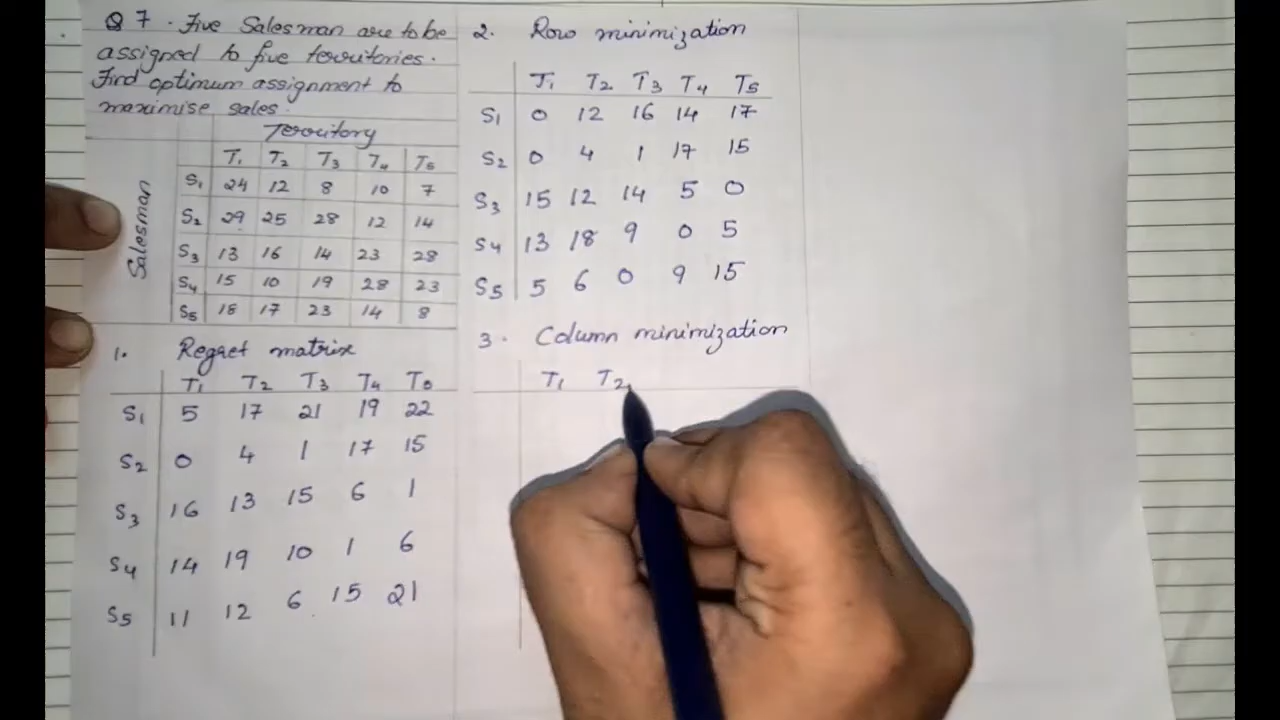 Q 7. Five Salesman are to be
assigned to five territories.
Find optimum assignment to
maximise sales.
Territory
Salesman
T1 T2 T3 T4 T5
S1 24 12 8 10 7
S2 29 25 28 12 14
S3 13 16 14 23 28
S4 15 10 19 28 23
S5 18 17 23 14 8
1. Regret matrix
T1 T2 T3 T4 T5
S1 5 17 21 19 22
S2 0 4 1 17 15
S3 16 13 15 6 1
S4 14 19 10 1 6
S5 11 12 6 15 21
2. Row minimization
T1 T2 T3 T4 T5
S1 0 12 16 14 17
S2 0 4 1 17 15
S3 15 12 14 5 0
S4 13 18 9 0 5
S5 5 6 0 9 15
3. Column minimization
T1 T2